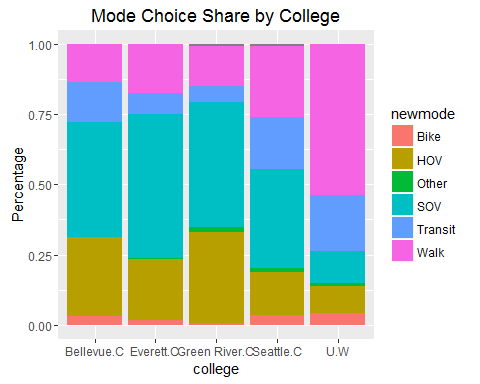 Mode Choice Share by College
Percentage
1.00
0.75
0.50
0.25
0.00
Bellevue.C Everett.C Green River.C Seattle.C U.W
college
newmode
Bike
HOV
Other
SOV
Transit
Walk